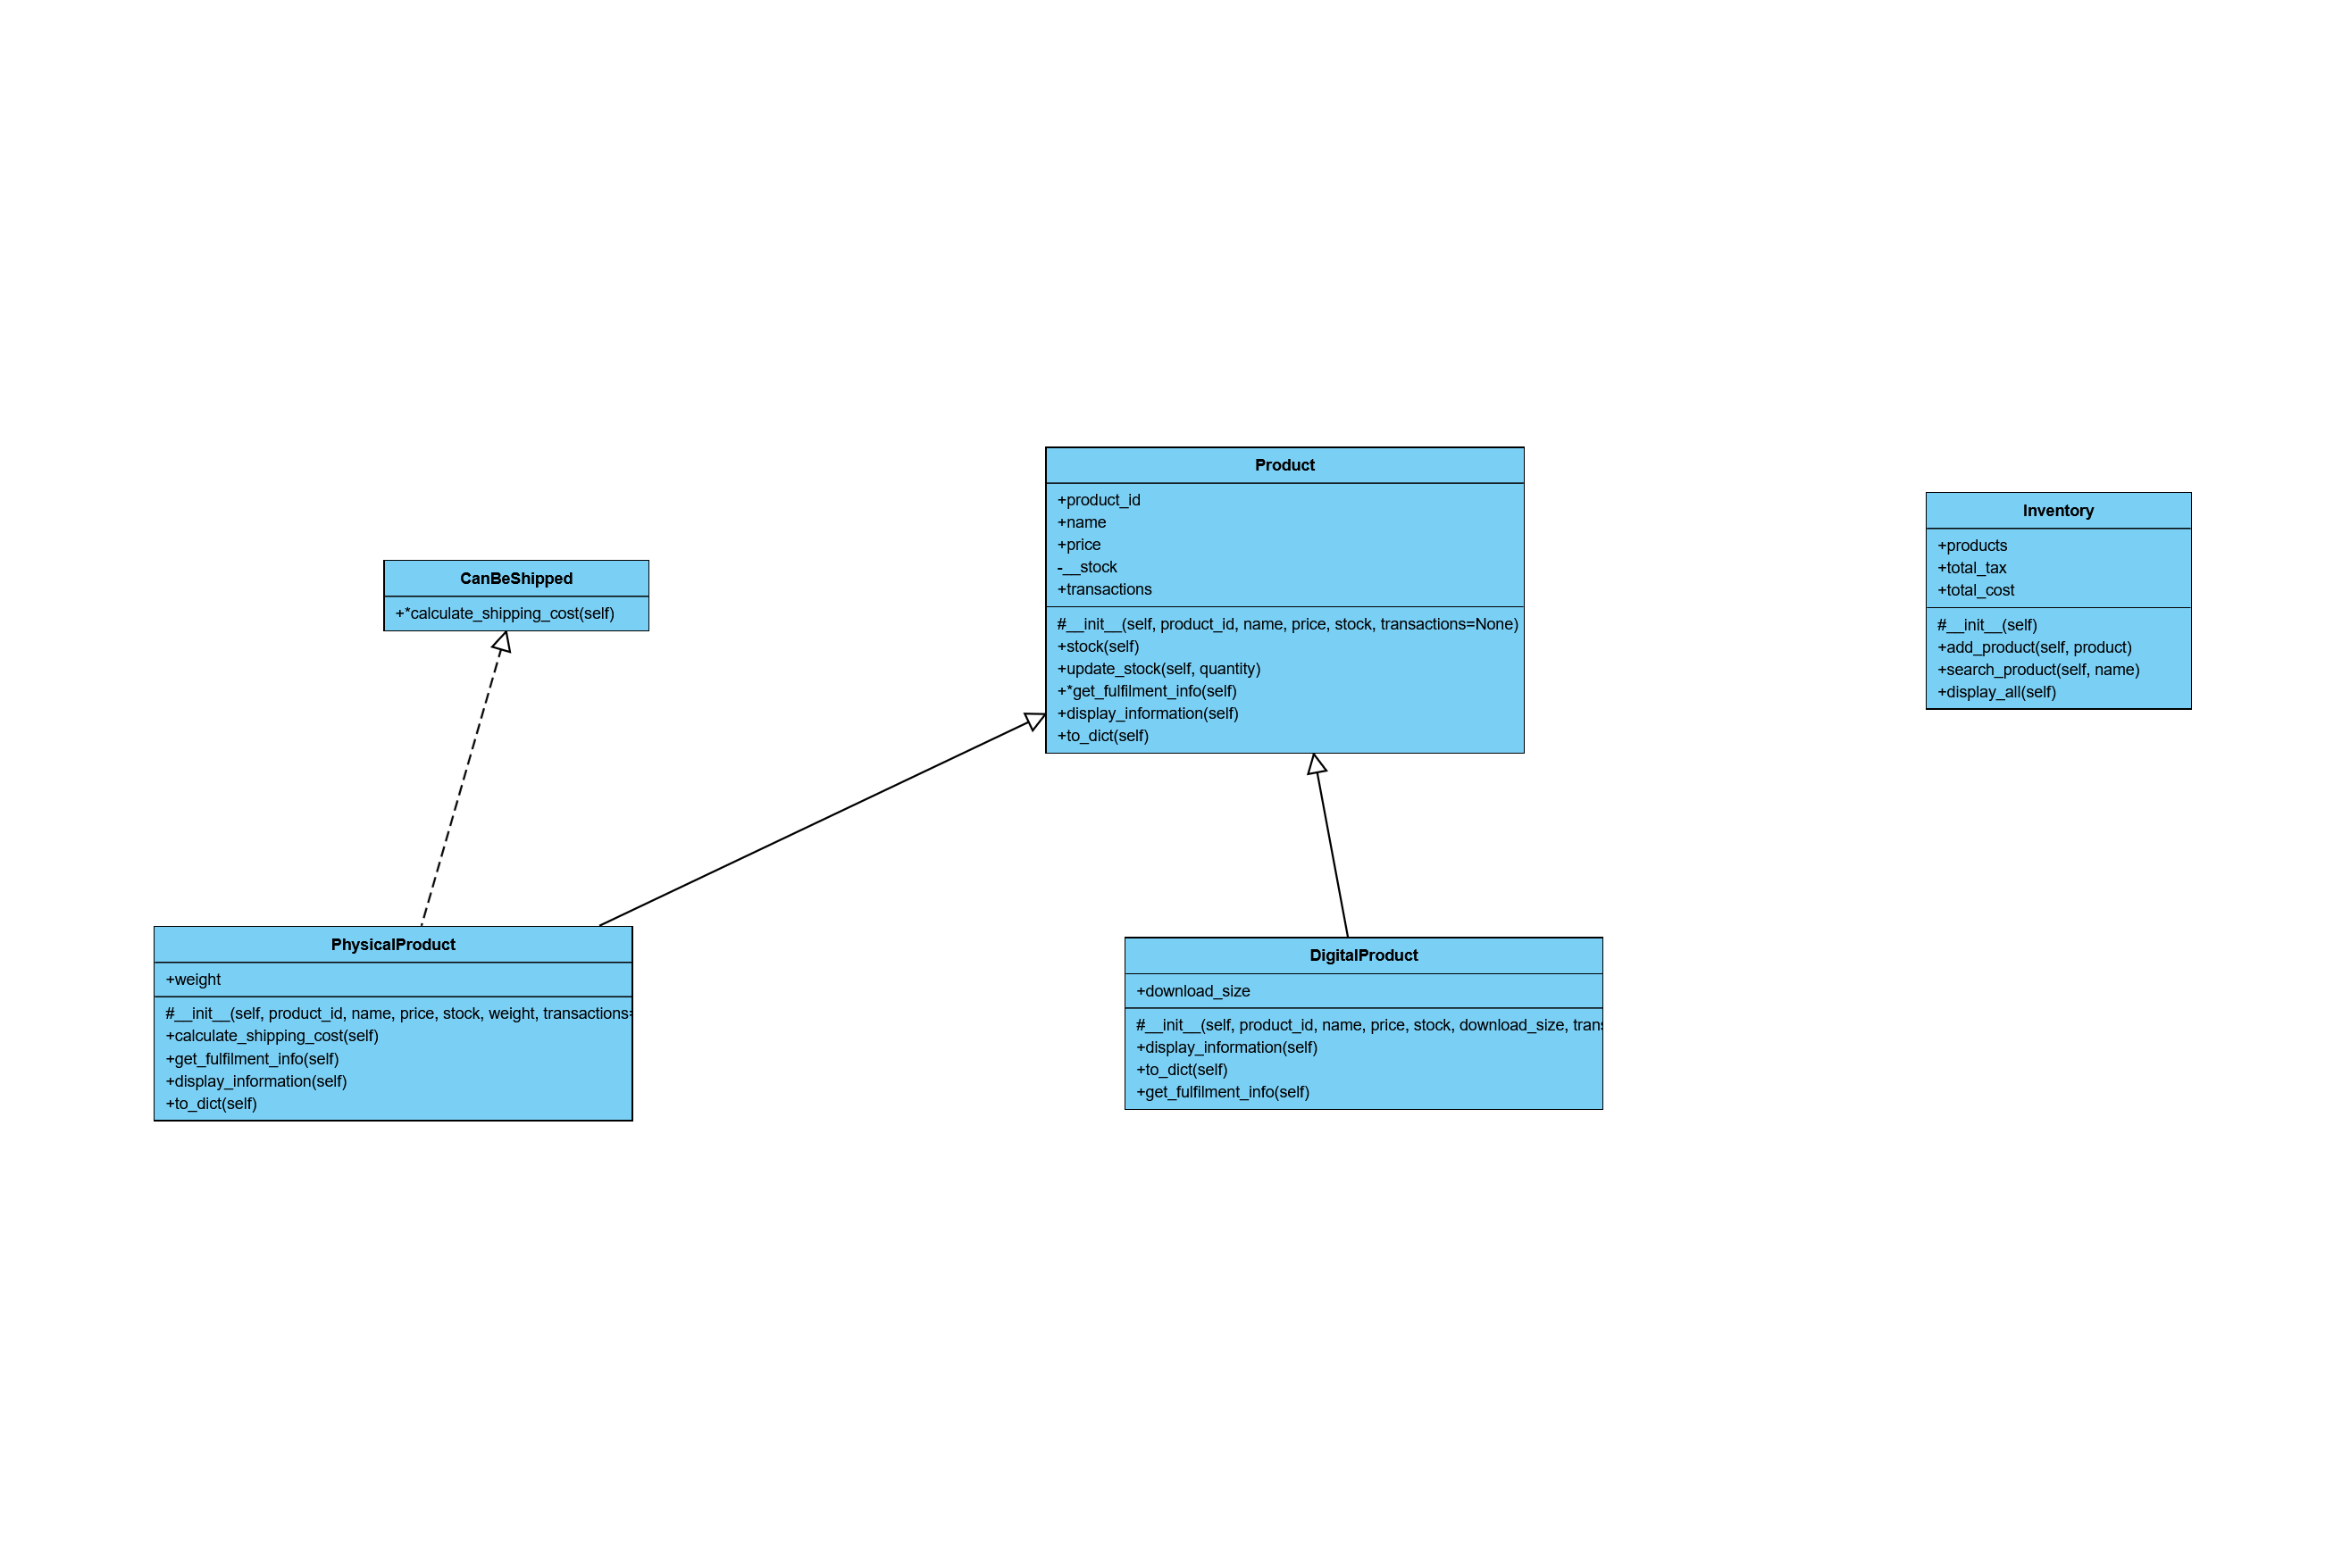 CanBeShipped
+*calculate_shipping_cost(self)
Product
+product_id
+name
+price
-__stock
+transactions
#__init__(self, product_id, name, price, stock, transactions=None)
+stock(self)
+update_stock(self, quantity)
+*get_fulfilment_info(self)
+display_information(self)
+to_dict(self)
Inventory
+products
+total_tax
+total_cost
#__init__(self)
+add_product(self, product)
+search_product(self, name)
+display_all(self)
PhysicalProduct
+weight
#__init__(self, product_id, name, price, stock, weight, transactions=
+calculate_shipping_cost(self)
+get_fulfilment_info(self)
+display_information(self)
+to_dict(self)
DigitalProduct
+download_size
#__init__(self, product_id, name, price, stock, download_size, trans
+display_information(self)
+to_dict(self)
+get_fulfilment_info(self)